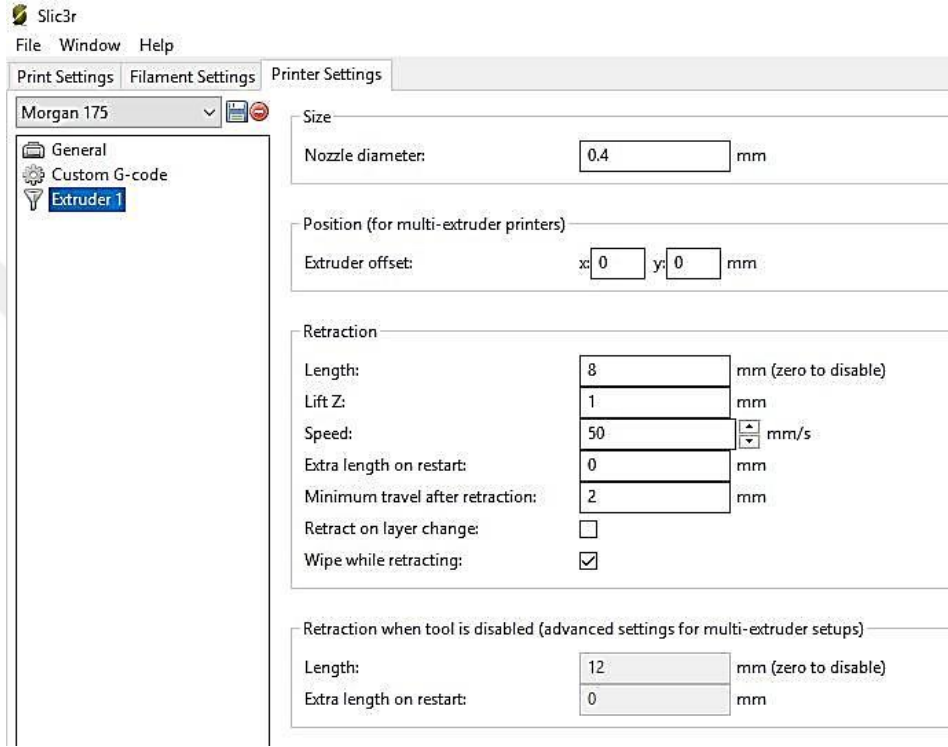 Slic3r
File Window Help
Print Settings Filament Settings Printer Settings
Morgan 175
General
Custom G-code
Extruder 1
Size
Nozzle diameter: 0.4 mm
Position (for multi-extruder printers)
Extruder offset: x: 0 y: 0 mm
Retraction
Length: 8 mm (zero to disable)
Lift Z: 1 mm
Speed: 50 mm/s
Extra length on restart: 0 mm
Minimum travel after retraction: 2 mm
Retract on layer change:
Wipe while retracting:
Retraction when tool is disabled (advanced settings for multi-extruder setups)
Length: 12 mm (zero to disable)
Extra length on restart: 0 mm